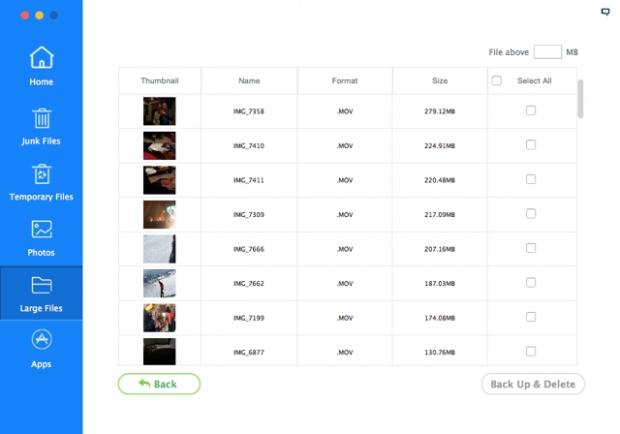 File above MB
Home
Junk Files
Temporary Files
Photos
Large Files
Apps
Thumbnail Name Format Size Select All
IMG_7358 .MOV 279.12MB
IMG_7410 .MOV 224.91MB
IMG_7411 .MOV 220.48MB
IMG_7309 .MOV 217.09MB
IMG_7666 .MOV 207.16MB
IMG_7662 .MOV 187.03MB
IMG_7199 .MOV 174.08MB
IMG_6877 .MOV 130.76MB
Back
Back Up & Delete